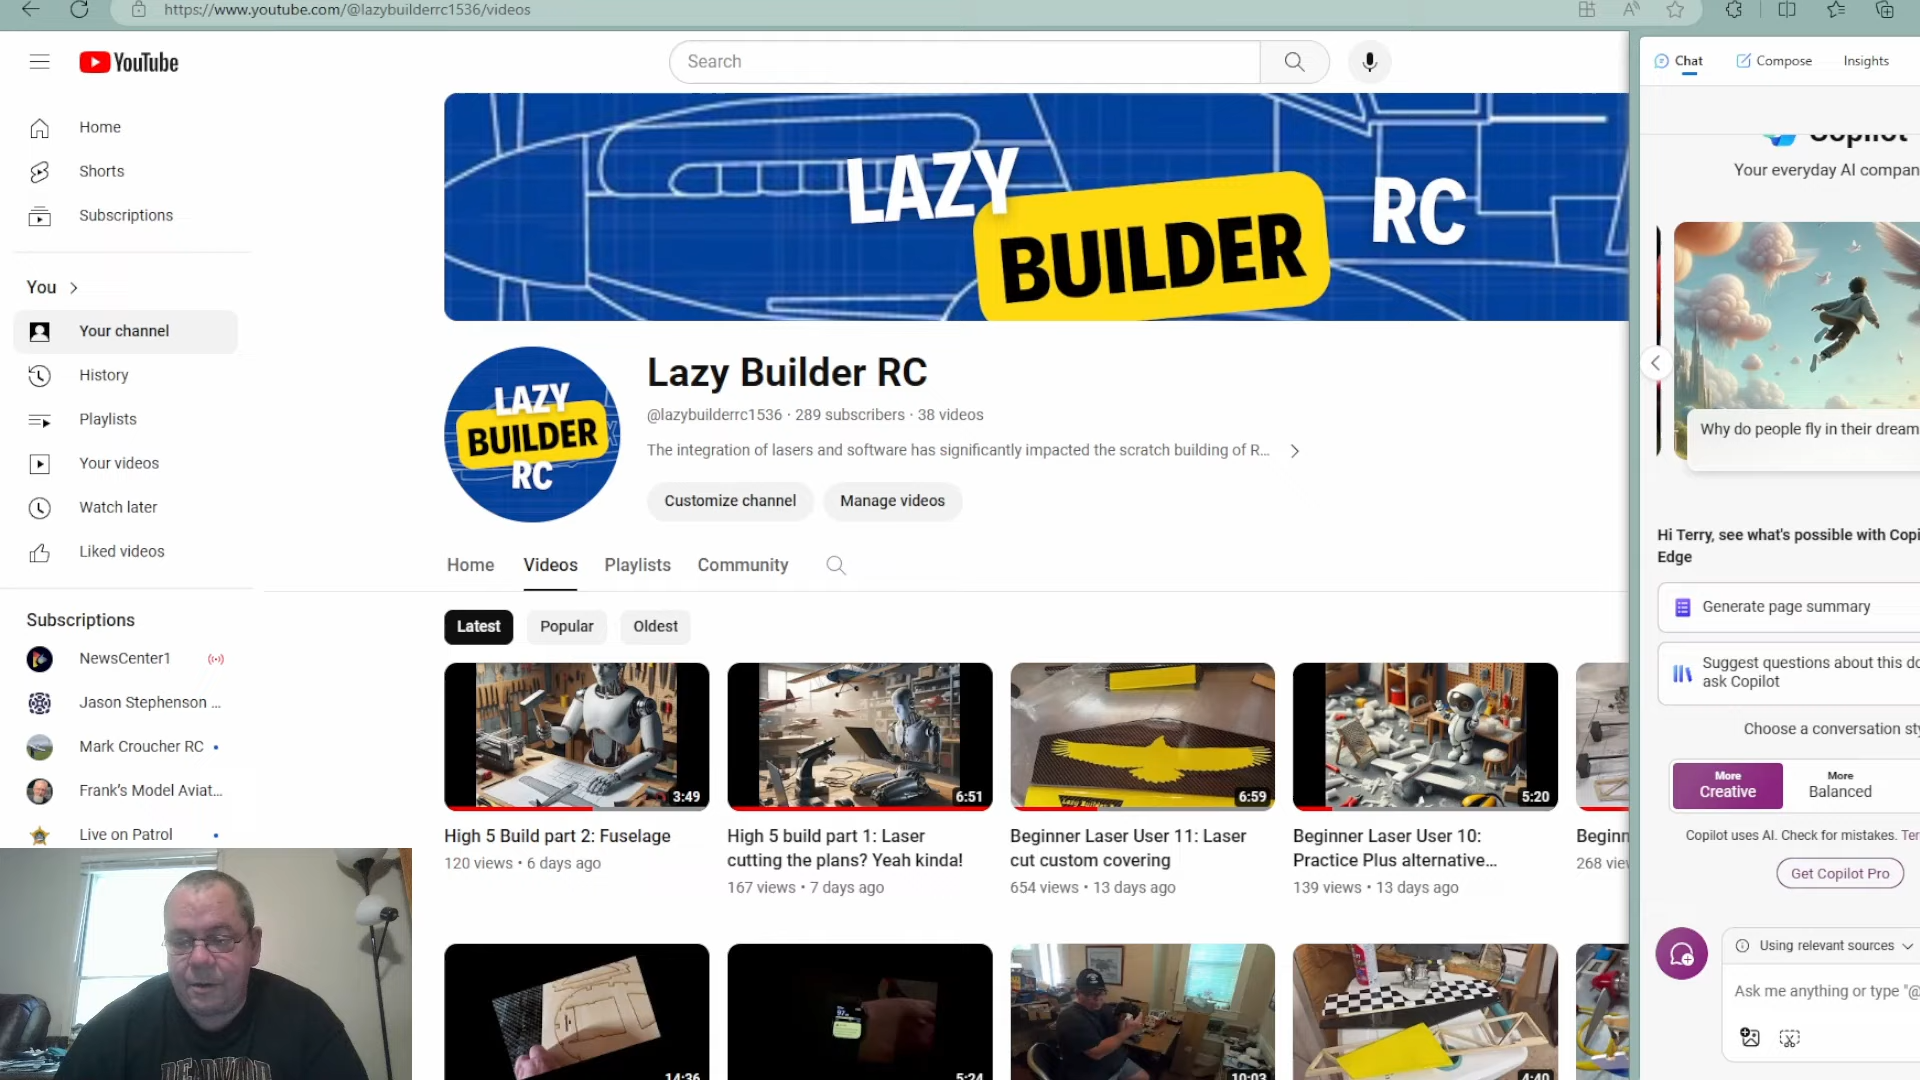 https://www.youtube.com/@lazybuilderrc1536/videos
YouTube
Search
Home
Shorts
Subscriptions
You
Your channel
History
Playlists
Your videos
Watch later
Liked videos
Subscriptions
NewsCenter1
Jason Stephenson ...
Mark Croucher RC
Frank's Model Aviat...
Live on Patrol
LAZY
BUILDER
RC
LAZY
BUILDER
RC
Lazy Builder RC
@lazybuilderrc1536 · 289 subscribers · 38 videos
The integration of lasers and software has significantly impacted the scratch building of R...
Customize channel
Manage videos
Home
Videos
Playlists
Community
Latest
Popular
Oldest
3:49
6:51
6:59
5:20
High 5 Build part 2: Fuselage
120 views • 6 days ago
High 5 build part 1: Laser
cutting the plans? Yeah kinda!
167 views • 7 days ago
Beginner Laser User 11: Laser
cut custom covering
654 views • 13 days ago
Beginner Laser User 10:
Practice Plus alternative...
139 views • 13 days ago
Beginn
268 vie
14:36
5:24
10:03
4:40
Chat
Compose
Insights
Copilot
Your everyday AI compan
Why do people fly in their dream
Hi Terry, see what's possible with Copi
Edge
Generate page summary
Suggest questions about this do
ask Copilot
Choose a conversation sty
More
Creative
More
Balanced
Copilot uses AI. Check for mistakes. Ter
Get Copilot Pro
Using relevant sources
Ask me anything or type "@